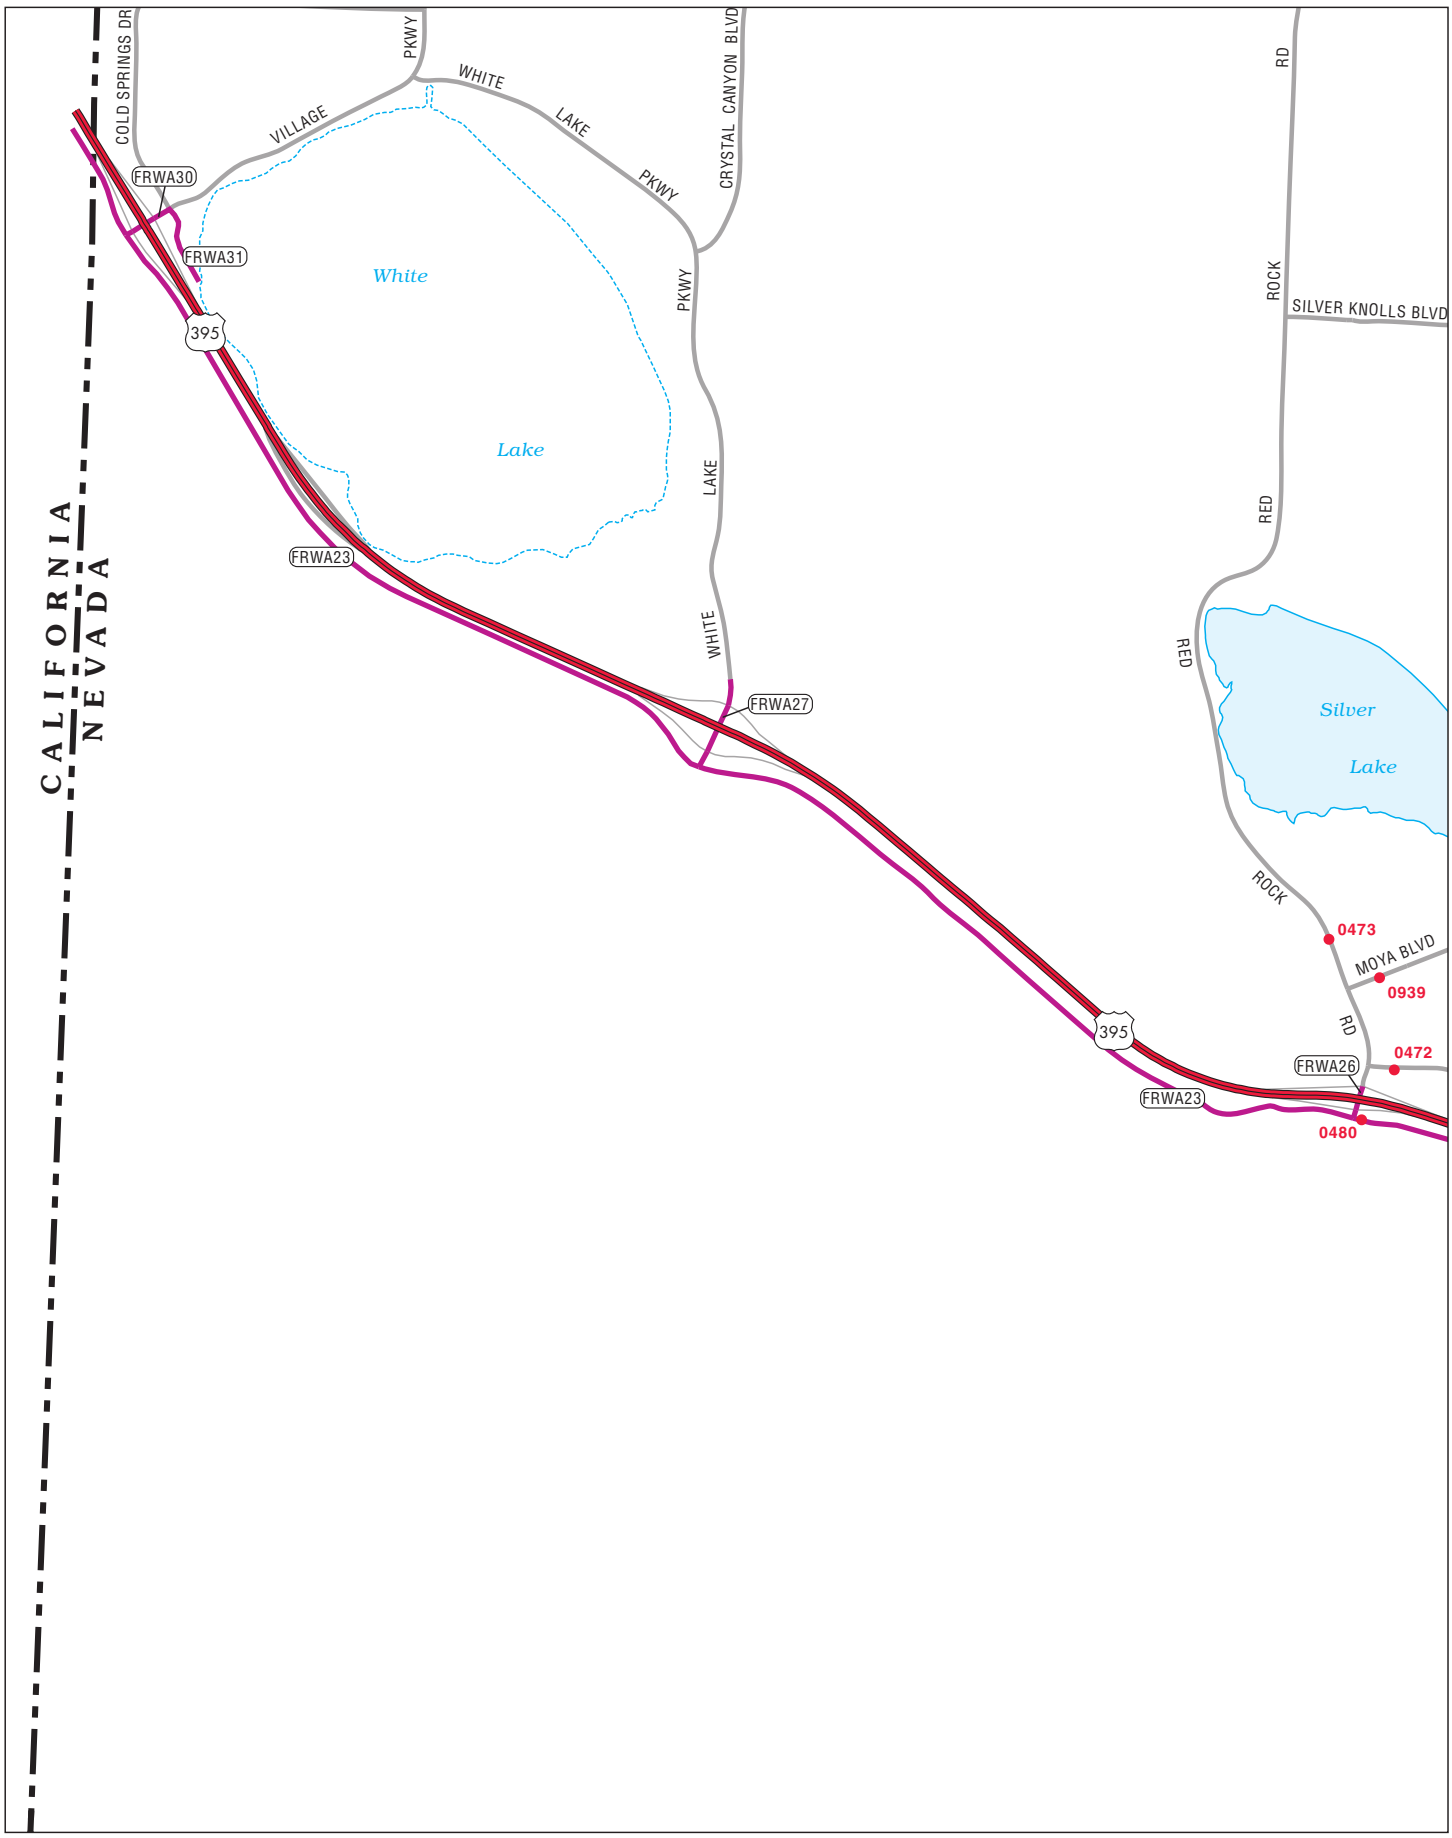 COLD SPRINGS DR
PKWY
CRYSTAL CANYON BLVD
RD
WHITE
LAKE
PKWY
VILLAGE
FRWA30
FRWA31
White
Lake
395
PKWY
LAKE
WHITE
ROCK
SILVER KNOLLS BLVD
RED
CALIFORNIA
NEVADA
FRWA23
RED
Silver
Lake
FRWA27
ROCK
0473
MOYA BLVD
0939
RD
395
0472
FRWA26
FRWA23
0480